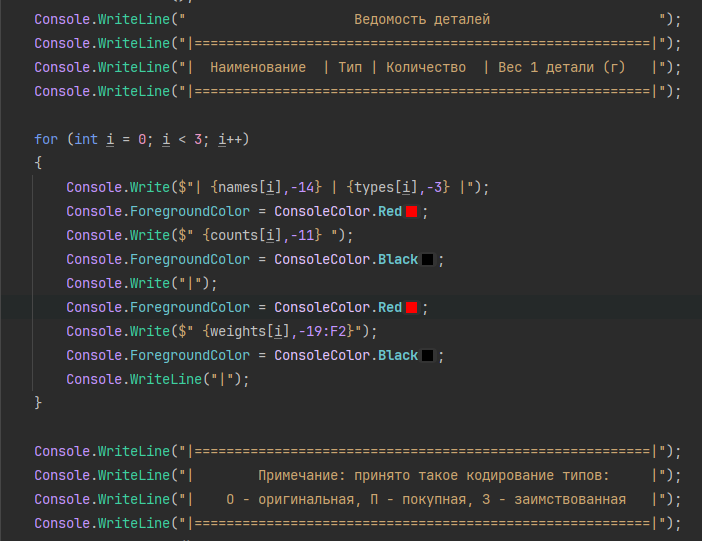 Console.WriteLine("                     Ведомость деталей                     ");
Console.WriteLine("|=========================================================|");
Console.WriteLine("|  Наименование  | Тип | Количество  | Вес 1 детали (г)   |");
Console.WriteLine("|=========================================================|");
for (int i = 0; i < 3; i++)
{
Console.Write($"| {names[i],-14} | {types[i],-3} |");
Console.ForegroundColor = ConsoleColor.Red;
Console.Write($" {counts[i],-11} ");
Console.ForegroundColor = ConsoleColor.Black;
Console.Write("|");
Console.ForegroundColor = ConsoleColor.Red;
Console.Write($" {weights[i],-19:F2}");
Console.ForegroundColor = ConsoleColor.Black;
Console.WriteLine("|");
}
Console.WriteLine("|=========================================================|");
Console.WriteLine("|        Примечание: принято такое кодирование типов:     |");
Console.WriteLine("|    О - оригинальная, П - покупная, З - заимствованная   |");
Console.WriteLine("|=========================================================|");